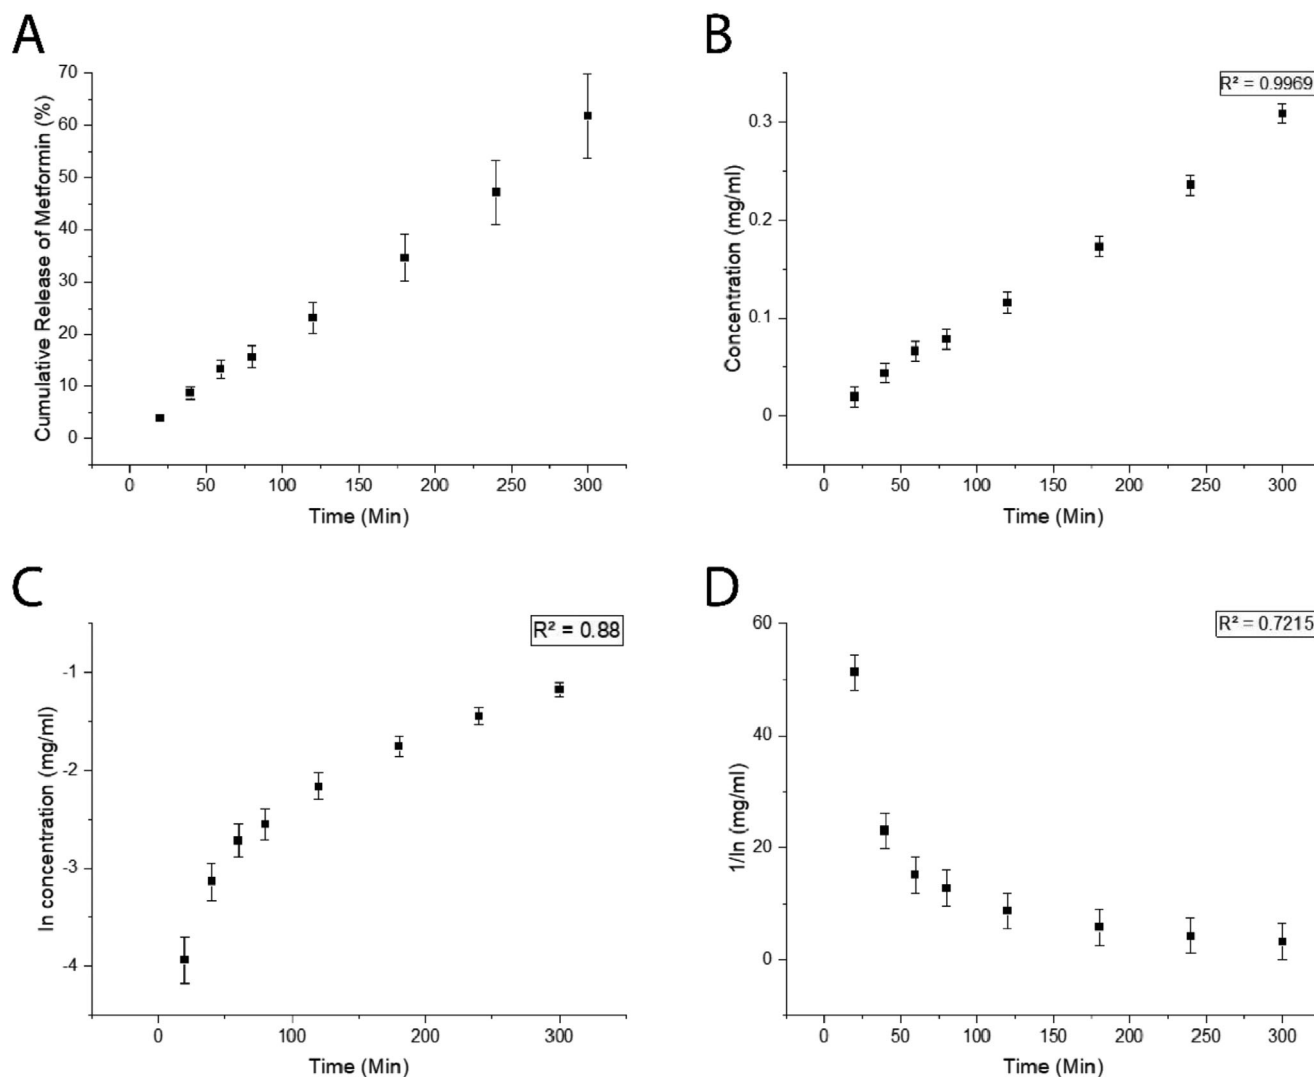 A
Cumulative Release of Metformin (%)
70
60
50
40
30
20
10
0
0 50 100 150 200 250 300
Time (Min)
B
R² = 0.9969
Concentration (mg/ml)
0.3
0.2
0.1
0
0 50 100 150 200 250 300
Time (Min)
C
R² = 0.88
ln concentration (mg/ml)
-1
-2
-3
-4
0 100 200 300
Time (Min)
D
R² = 0.7215
1/ln (mg/ml)
60
40
20
0
0 50 100 150 200 250 300
Time (Min)